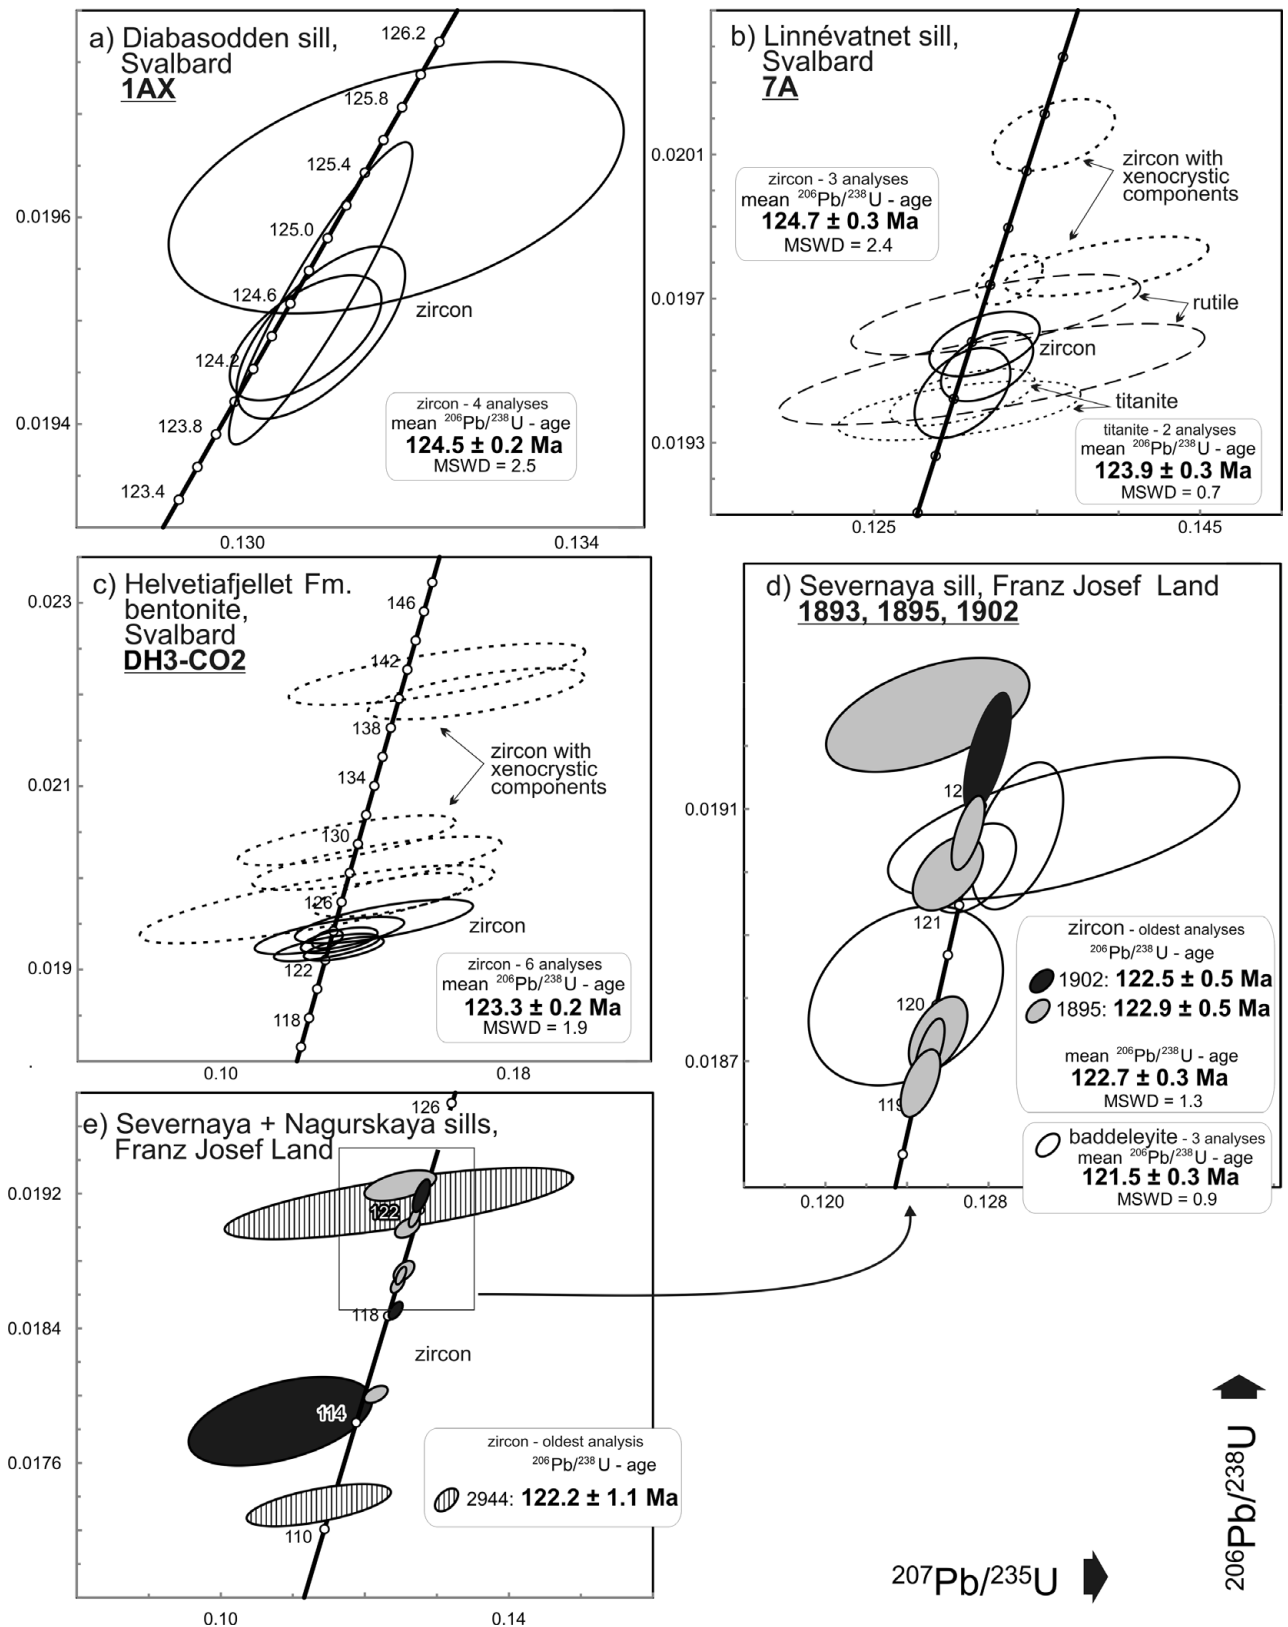 a) Diabasodden sill,
Svalbard
1AX
126.2
125.8
125.4
125.0
124.6
124.2
123.8
123.4
0.0196
0.0194
zircon
zircon - 4 analyses
mean ²⁰⁶Pb/²³⁸U - age
124.5 ± 0.2 Ma
MSWD = 2.5
0.130
0.134
b) Linnévatnet sill,
Svalbard
7A
0.0201
0.0197
0.0193
zircon with
xenocrystic
components
zircon - 3 analyses
mean ²⁰⁶Pb/²³⁸U - age
124.7 ± 0.3 Ma
MSWD = 2.4
rutile
zircon
titanite
titanite - 2 analyses
mean ²⁰⁶Pb/²³⁸U - age
123.9 ± 0.3 Ma
MSWD = 0.7
0.125
0.145
c) Helvetiafjellet Fm.
bentonite,
Svalbard
DH3-CO2
0.023
0.021
0.019
146
142
138
134
130
126
122
118
zircon with
xenocrystic
components
zircon
zircon - 6 analyses
mean ²⁰⁶Pb/²³⁸U - age
123.3 ± 0.2 Ma
MSWD = 1.9
0.10
0.18
d) Severnaya sill, Franz Josef Land
1893, 1895, 1902
0.0191
0.0187
121
120
zircon - oldest analyses
²⁰⁶Pb/²³⁸U - age
1902: 122.5 ± 0.5 Ma
1895: 122.9 ± 0.5 Ma
mean ²⁰⁶Pb/²³⁸U - age
122.7 ± 0.3 Ma
MSWD = 1.3
baddeleyite - 3 analyses
mean ²⁰⁶Pb/²³⁸U - age
121.5 ± 0.3 Ma
MSWD = 0.9
0.120
0.128
e) Severnaya + Nagurskaya sills,
Franz Josef Land
126
122
118
114
110
0.0192
0.0184
0.0176
zircon
zircon - oldest analysis
²⁰⁶Pb/²³⁸U - age
2944: 122.2 ± 1.1 Ma
0.10
0.14
²⁰⁷Pb/²³⁵U
²⁰⁶Pb/²³⁸U